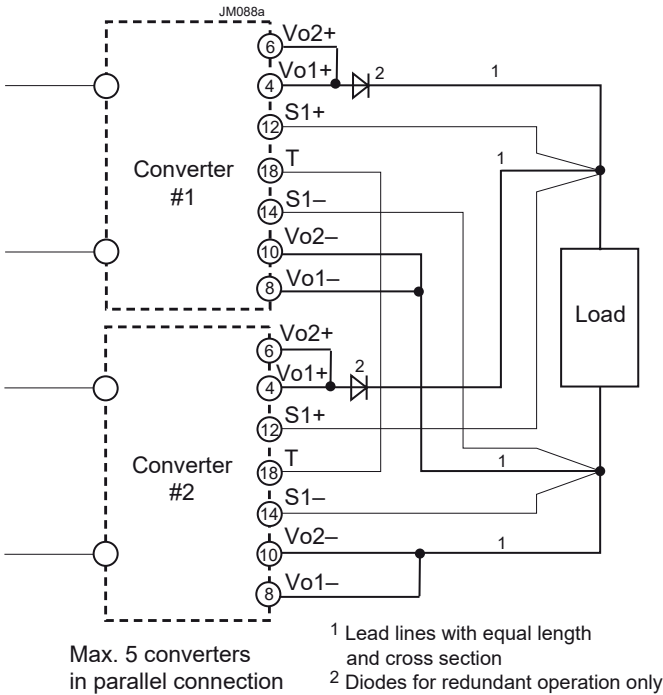 JM088a
6 Vo2+
4 Vo1+ 2 1
12 S1+
Converter
#1
18 T 1
14 S1–
10 Vo2–
8 Vo1–
Load
6 Vo2+
4 Vo1+ 2
12 S1+
Converter
#2
18 T 1
14 S1–
10 Vo2– 1
8 Vo1–
Max. 5 converters
in parallel connection
1 Lead lines with equal length
and cross section
2 Diodes for redundant operation only